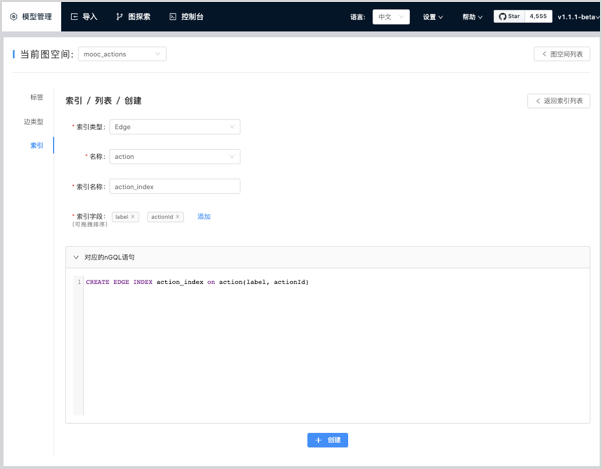 模型管理 导入 图探索 控制台 语言: 中文 设置 帮助 Star 4,555 v1.1.1-beta
当前图空间: mooc_actions 图空间列表
标签
边类型
索引
索引 / 列表 / 创建 返回索引列表
* 索引类型: Edge
* 名称: action
* 索引名称: action_index
* 索引字段: label × actionId × 添加
(可拖拽排序)
对应的nGQL语句
1 CREATE EDGE INDEX action_index on action(label, actionId)
+ 创建